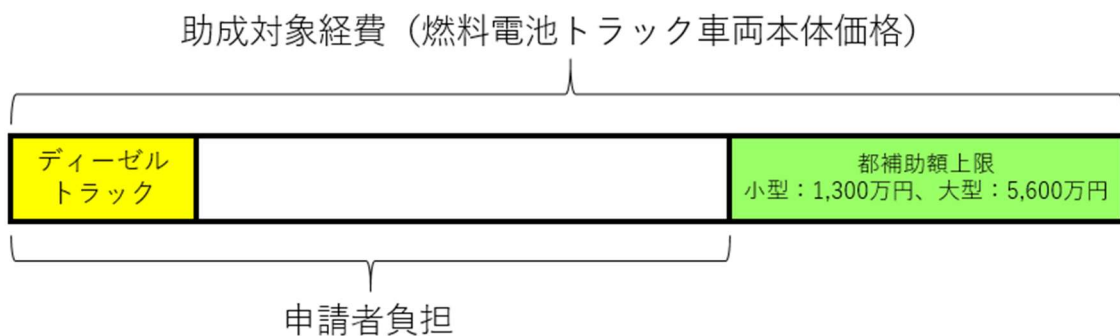 助成対象経費（燃料電池トラック車両本体価格）
ディーゼル
トラック
都補助額上限
小型：1,300万円、大型：5,600万円
申請者負担